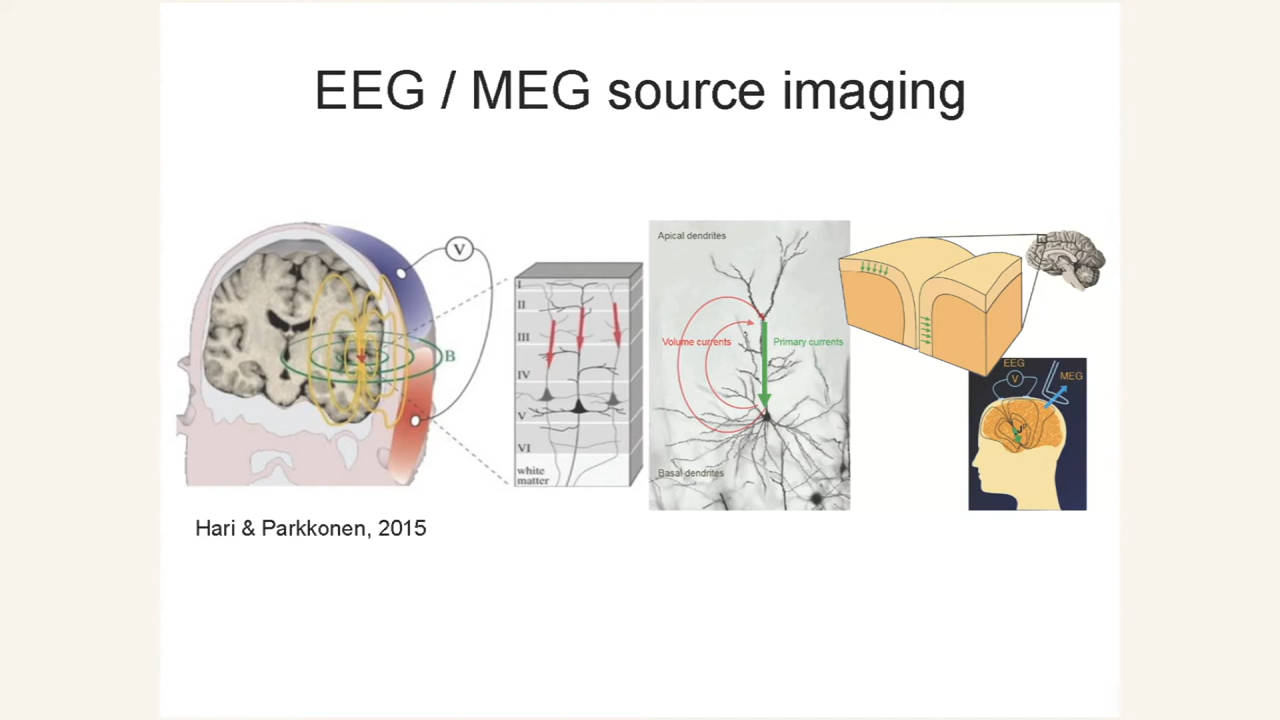 EEG / MEG source imaging
V
B
I
II
III
IV
V
VI
white
matter
Apical dendrites
Volume currents
Primary currents
Basal dendrites
EEG
V
MEG
Hari & Parkkonen, 2015